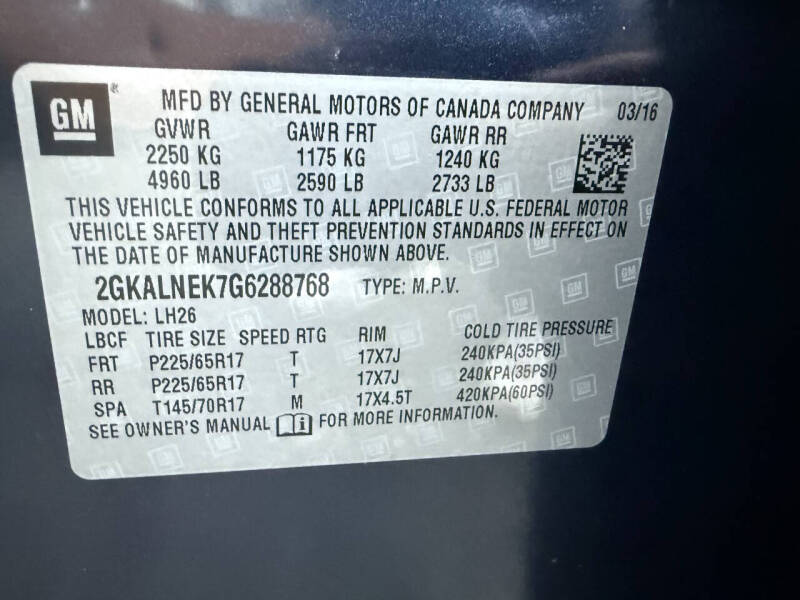 GM
MFD BY GENERAL MOTORS OF CANADA COMPANY 03/16
GVWR GAWR FRT GAWR RR
2250 KG 1175 KG 1240 KG
4960 LB 2590 LB 2733 LB
THIS VEHICLE CONFORMS TO ALL APPLICABLE U.S. FEDERAL MOTOR
VEHICLE SAFETY AND THEFT PREVENTION STANDARDS IN EFFECT ON
THE DATE OF MANUFACTURE SHOWN ABOVE.
2GKALNEK7G6288768 TYPE: M.P.V.
MODEL: LH26
LBCF TIRE SIZE SPEED RTG RIM COLD TIRE PRESSURE
FRT P225/65R17 T 17X7J 240KPA(35PSI)
RR P225/65R17 T 17X7J 240KPA(35PSI)
SPA T145/70R17 M 17X4.5T 420KPA(60PSI)
SEE OWNER'S MANUAL i FOR MORE INFORMATION.